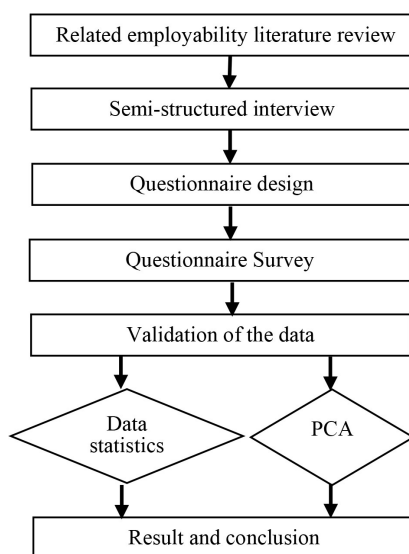 Related employability literature review
Semi-structured interview
Questionnaire design
Questionnaire Survey
Validation of the data
Data
statistics
PCA
Result and conclusion